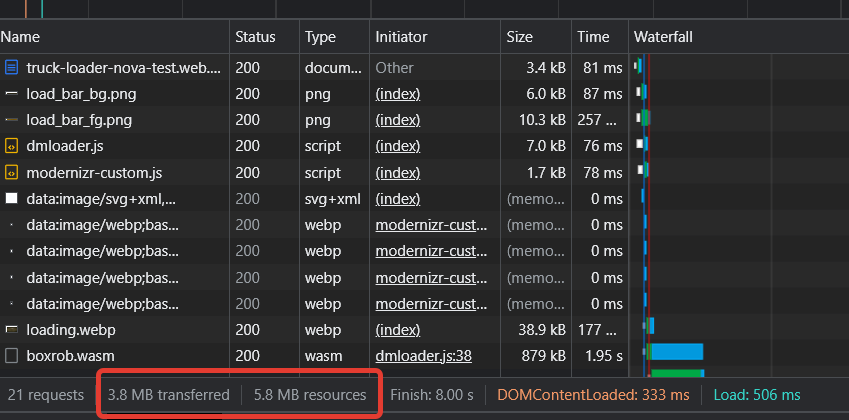 Name Status Type Initiator Size Time Waterfall
truck-loader-nova-test.web.... 200 docum... Other 3.4 kB 81 ms
load_bar_bg.png 200 png (index) 6.0 kB 87 ms
load_bar_fg.png 200 png (index) 10.3 kB 257 ...
dmloader.js 200 script (index) 7.0 kB 76 ms
modernizr-custom.js 200 script (index) 1.7 kB 78 ms
data:image/svg+xml,... 200 svg+xml (index) (memo... 0 ms
data:image/webp;bas... 200 webp modernizr-cust... (memo... 0 ms
data:image/webp;bas... 200 webp modernizr-cust... (memo... 0 ms
data:image/webp;bas... 200 webp modernizr-cust... (memo... 0 ms
data:image/webp;bas... 200 webp modernizr-cust... (memo... 0 ms
loading.webp 200 webp (index) 38.9 kB 177 ...
boxrob.wasm 200 wasm dmloader.js:38 879 kB 1.95 s
21 requests 3.8 MB transferred 5.8 MB resources Finish: 8.00 s DOMContentLoaded: 333 ms Load: 506 ms